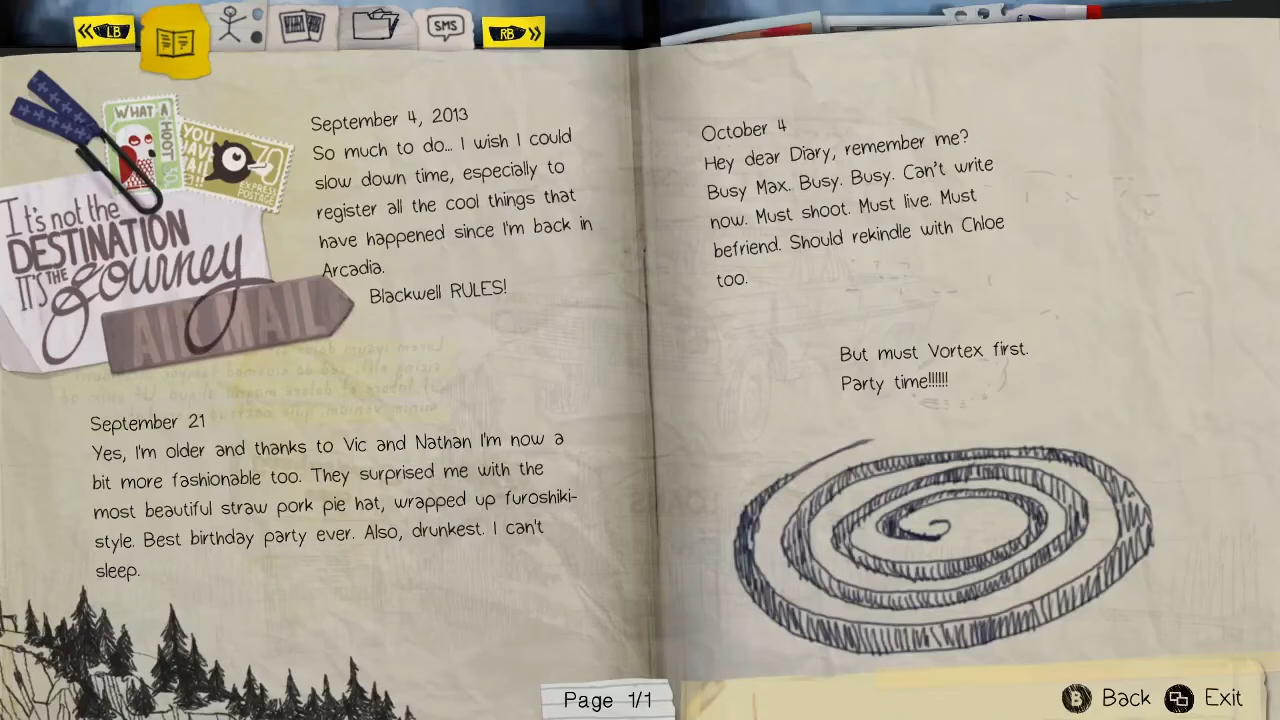 LB
SMS
RB
WHAT A
HOOT
30
YOU
HAVE
MAIL
!!
70
EXPRESS
POSTAGE
It's not the
DESTINATION
IT'S THE
journey
AIR MAIL
September 4, 2013
So much to do... I wish I could
slow down time, especially to
register all the cool things that
have happened since I'm back in
Arcadia.
Blackwell RULES!
September 21
Yes, I'm older and thanks to Vic and Nathan I'm now a
bit more fashionable too. They surprised me with the
most beautiful straw pork pie hat, wrapped up furoshiki-
style. Best birthday party ever. Also, drunkest. I can't
sleep.
October 4
Hey dear Diary, remember me?
Busy Max. Busy. Busy. Can't write
now. Must shoot. Must live. Must
befriend. Should rekindle with Chloe
too.
But must Vortex first.
Party time!!!!!!
Page 1/1
B Back
Exit